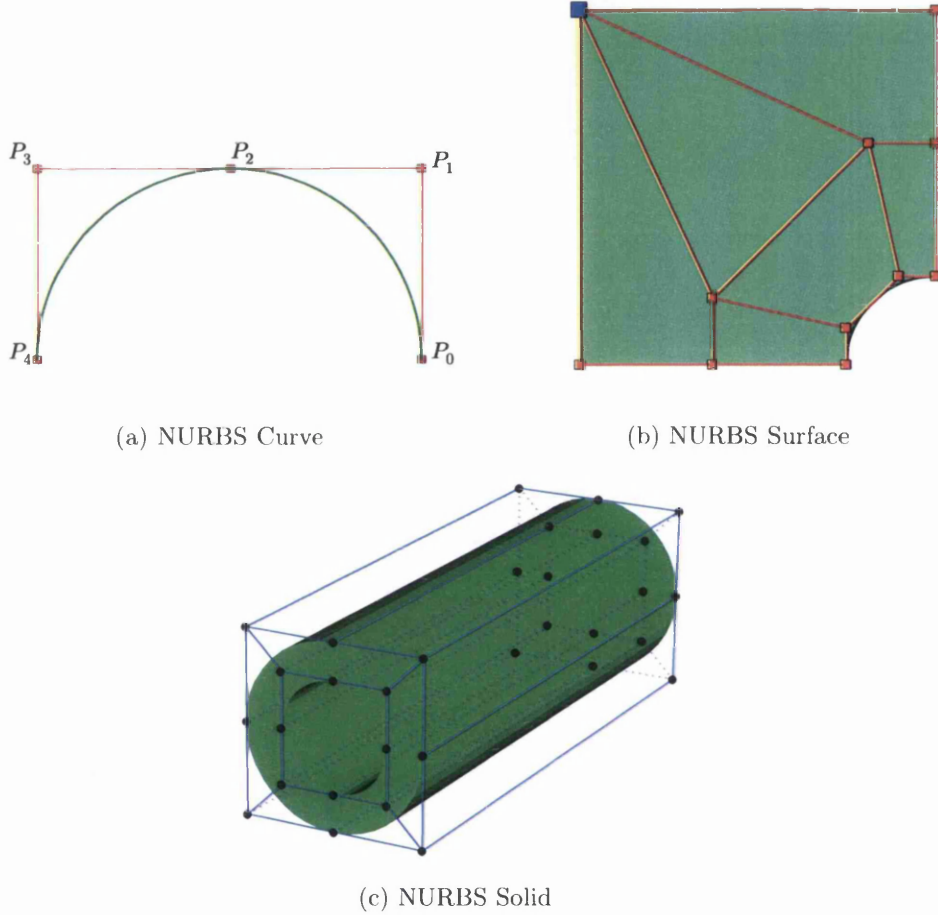 P₃ P₂ P₁
P₄ P₀
(a) NURBS Curve (b) NURBS Surface
(c) NURBS Solid